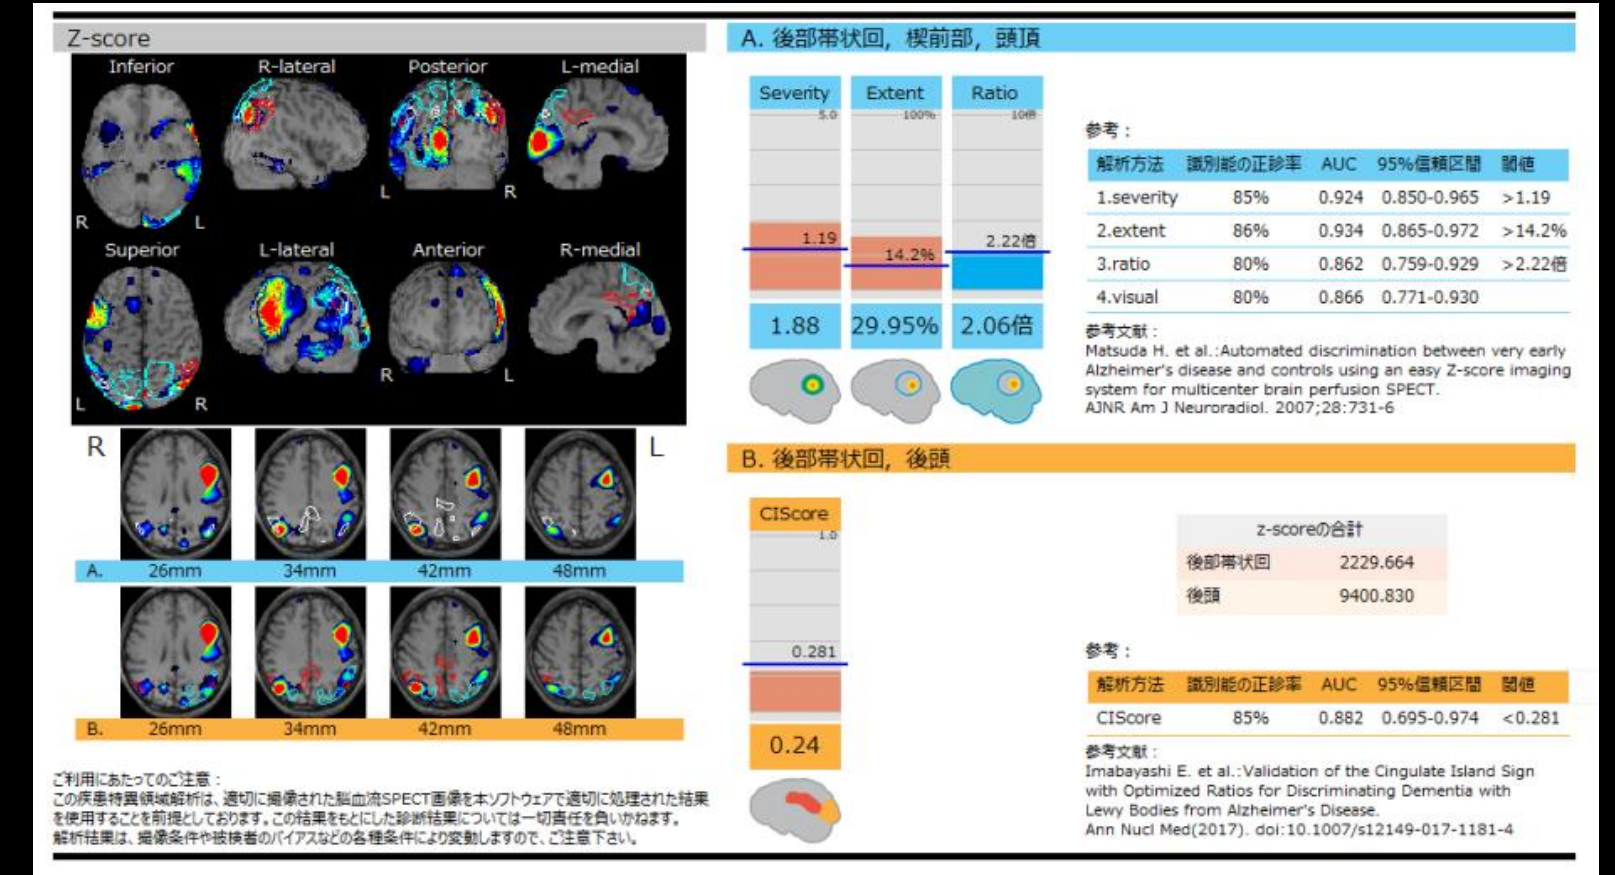 Z-score
Inferior R-lateral Posterior L-medial
L R
R L
Superior L-lateral Anterior R-medial
R L
L R
R L
A. 26mm 34mm 42mm 48mm
B. 26mm 34mm 42mm 48mm
ご利用にあたってのご注意：
この疾患特異領域解析は、適切に撮像された脳血流SPECT画像を本ソフトウェアで適切に処理された結果
を使用することを前提としております。この結果をもとにした診断結果については一切責任を負いかねます。
解析結果は、撮像条件や被検者のバイアスなどの各種条件により変動しますので、ご注意下さい。
A. 後部帯状回，楔前部，頭頂
Severity Extent Ratio
5.0 100% 10倍
1.19 14.2% 2.22倍
1.88 29.95% 2.06倍
参考：
解析方法 識別能の正診率 AUC 95%信頼区間 閾値
1.severity 85% 0.924 0.850-0.965 >1.19
2.extent 86% 0.934 0.865-0.972 >14.2%
3.ratio 80% 0.862 0.759-0.929 >2.22倍
4.visual 80% 0.866 0.771-0.930
参考文献：
Matsuda H. et al.:Automated discrimination between very early
Alzheimer's disease and controls using an easy Z-score imaging
system for multicenter brain perfusion SPECT.
AJNR Am J Neuroradiol. 2007;28:731-6
B. 後部帯状回，後頭
CIScore
1.0
0.281
0.24
z-scoreの合計
後部帯状回 2229.664
後頭 9400.830
参考：
解析方法 識別能の正診率 AUC 95%信頼区間 閾値
CIScore 85% 0.882 0.695-0.974 <0.281
参考文献：
Imabayashi E. et al.:Validation of the Cingulate Island Sign
with Optimized Ratios for Discriminating Dementia with
Lewy Bodies from Alzheimer's Disease.
Ann Nucl Med(2017). doi:10.1007/s12149-017-1181-4